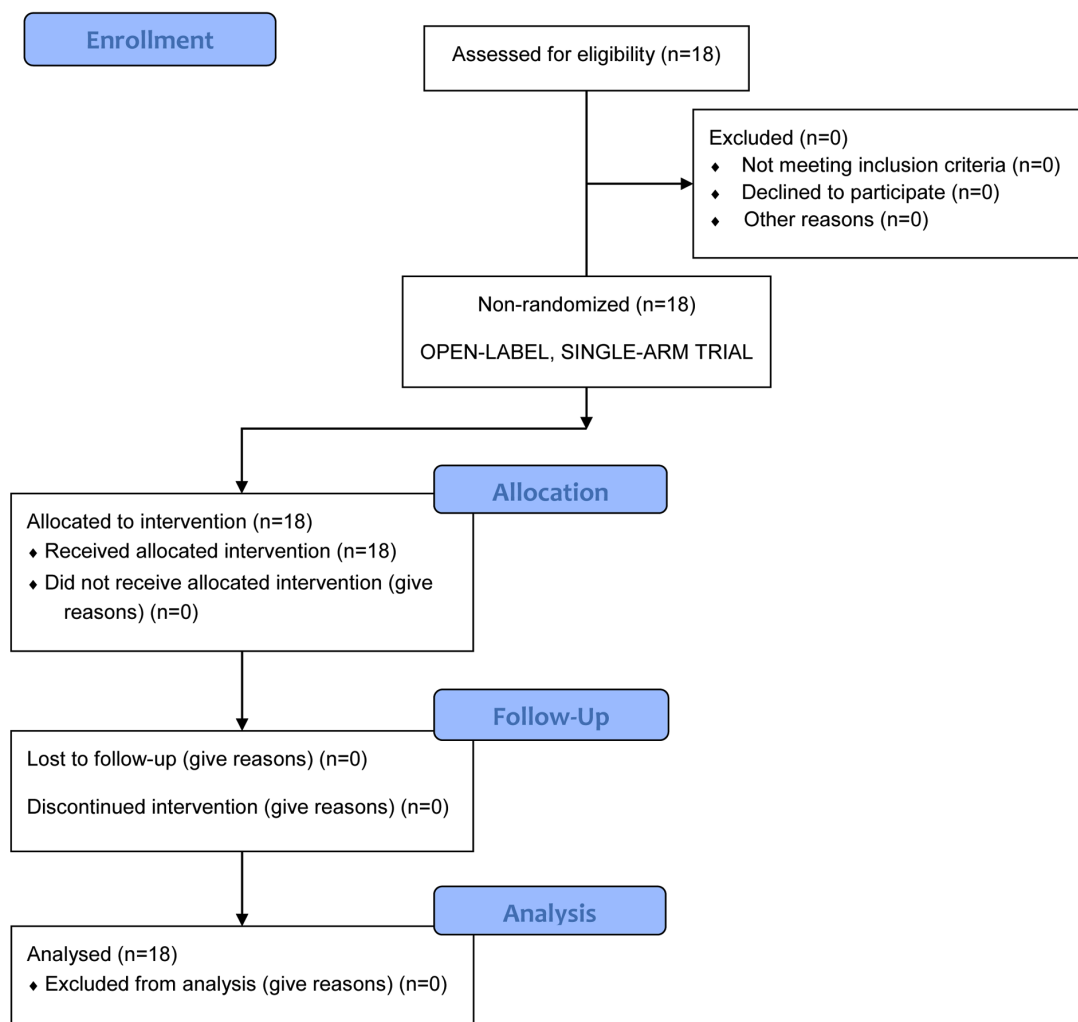 Enrollment
Assessed for eligibility (n=18)
Excluded (n=0)
♦ Not meeting inclusion criteria (n=0)
♦ Declined to participate (n=0)
♦ Other reasons (n=0)
Non-randomized (n=18)
OPEN-LABEL, SINGLE-ARM TRIAL
Allocation
Allocated to intervention (n=18)
♦ Received allocated intervention (n=18)
♦ Did not receive allocated intervention (give
reasons) (n=0)
Follow-Up
Lost to follow-up (give reasons) (n=0)
Discontinued intervention (give reasons) (n=0)
Analysis
Analysed (n=18)
♦ Excluded from analysis (give reasons) (n=0)